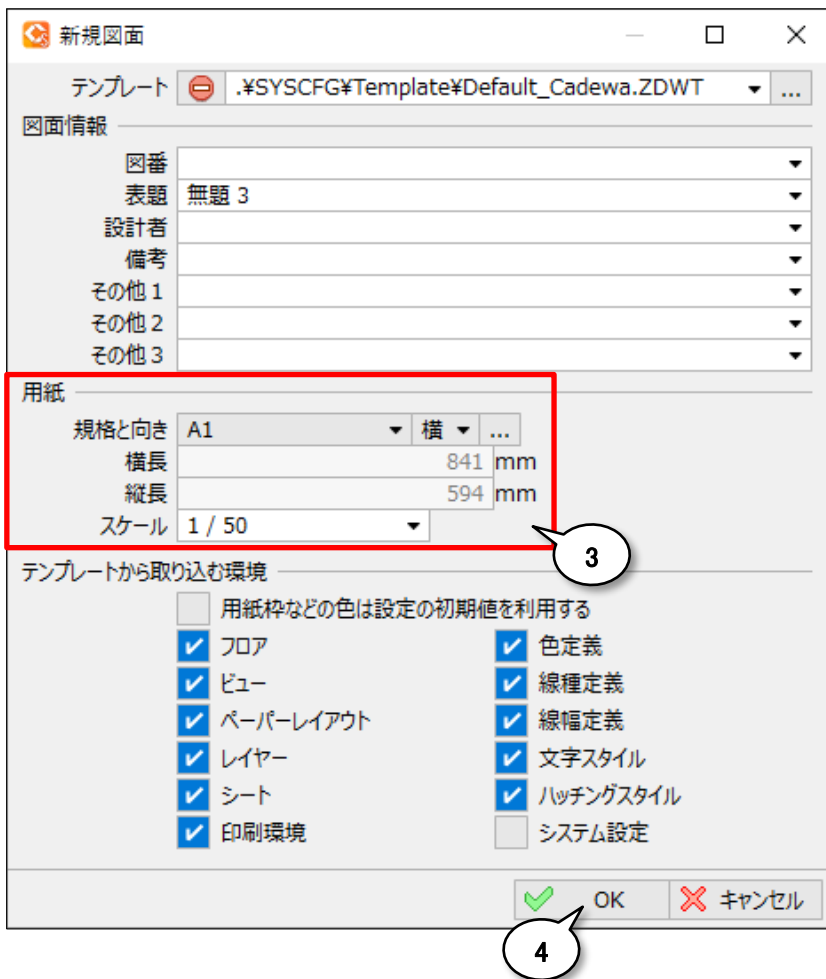 新規図面
テンプレート .¥SYSCFG¥Template¥Default_Cadewa.ZDWT ...
図面情報
図番
表題 無題 3
設計者
備考
その他 1
その他 2
その他 3
用紙
規格と向き A1 横 ...
横長 841 mm
縦長 594 mm
スケール 1 / 50
3
テンプレートから取り込む環境
用紙枠などの色は設定の初期値を利用する
フロア 色定義
ビュー 線種定義
ペーパーレイアウト 線幅定義
レイヤー 文字スタイル
シート ハッチングスタイル
印刷環境 システム設定
OK キャンセル
4